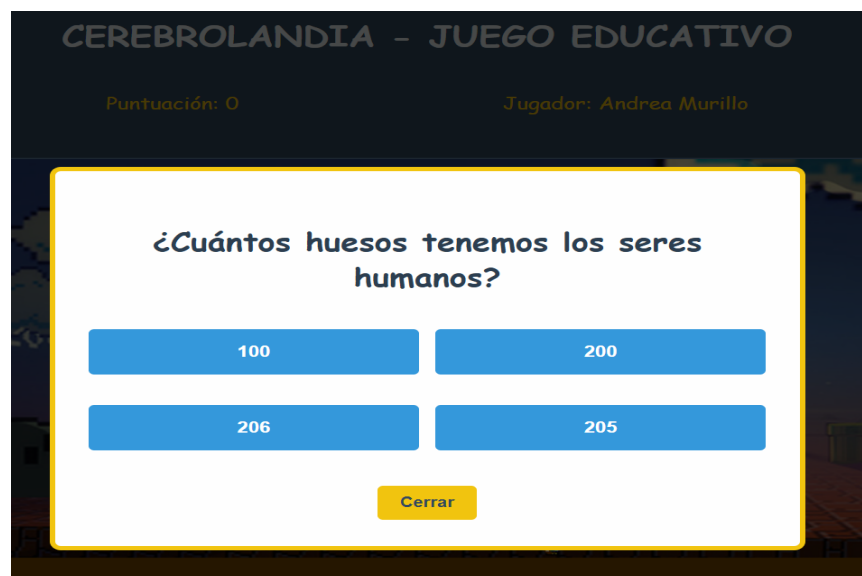 CEREBROLANDIA - JUEGO EDUCATIVO
Puntuación: 0
Jugador: Andrea Murillo
¿Cuántos huesos tenemos los seres
humanos?
100
200
206
205
Cerrar